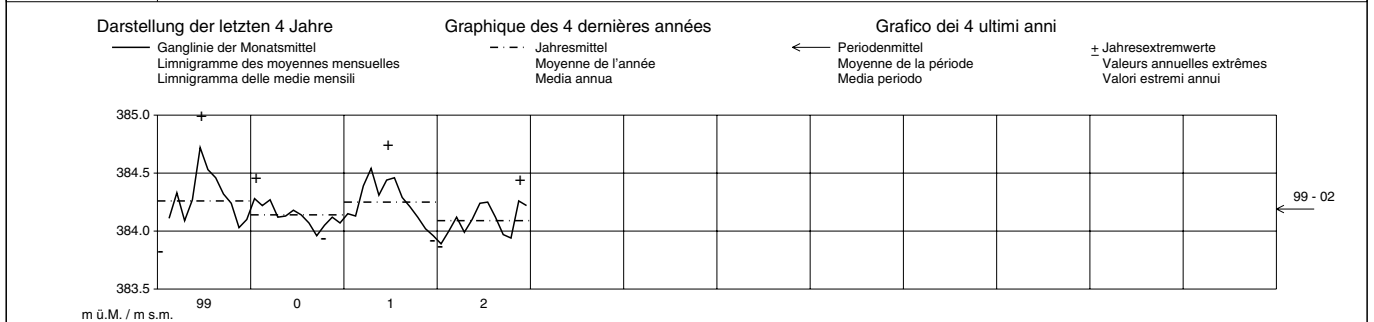 Darstellung der letzten 4 Jahre
Graphique des 4 dernières années
Grafico dei 4 ultimi anni
Ganglinie der Monatsmittel
Limnigramme des moyennes mensuelles
Limnigramma delle medie mensili
Jahresmittel
Moyenne de l'année
Media annua
Periodenmittel
Moyenne de la période
Media periodo
± Jahresextremwerte
Valeurs annuelles extrêmes
Valori estremi annui
385.0
384.5
384.0
383.5
99 - 02
99 0 1 2
m ü.M. / m s.m.